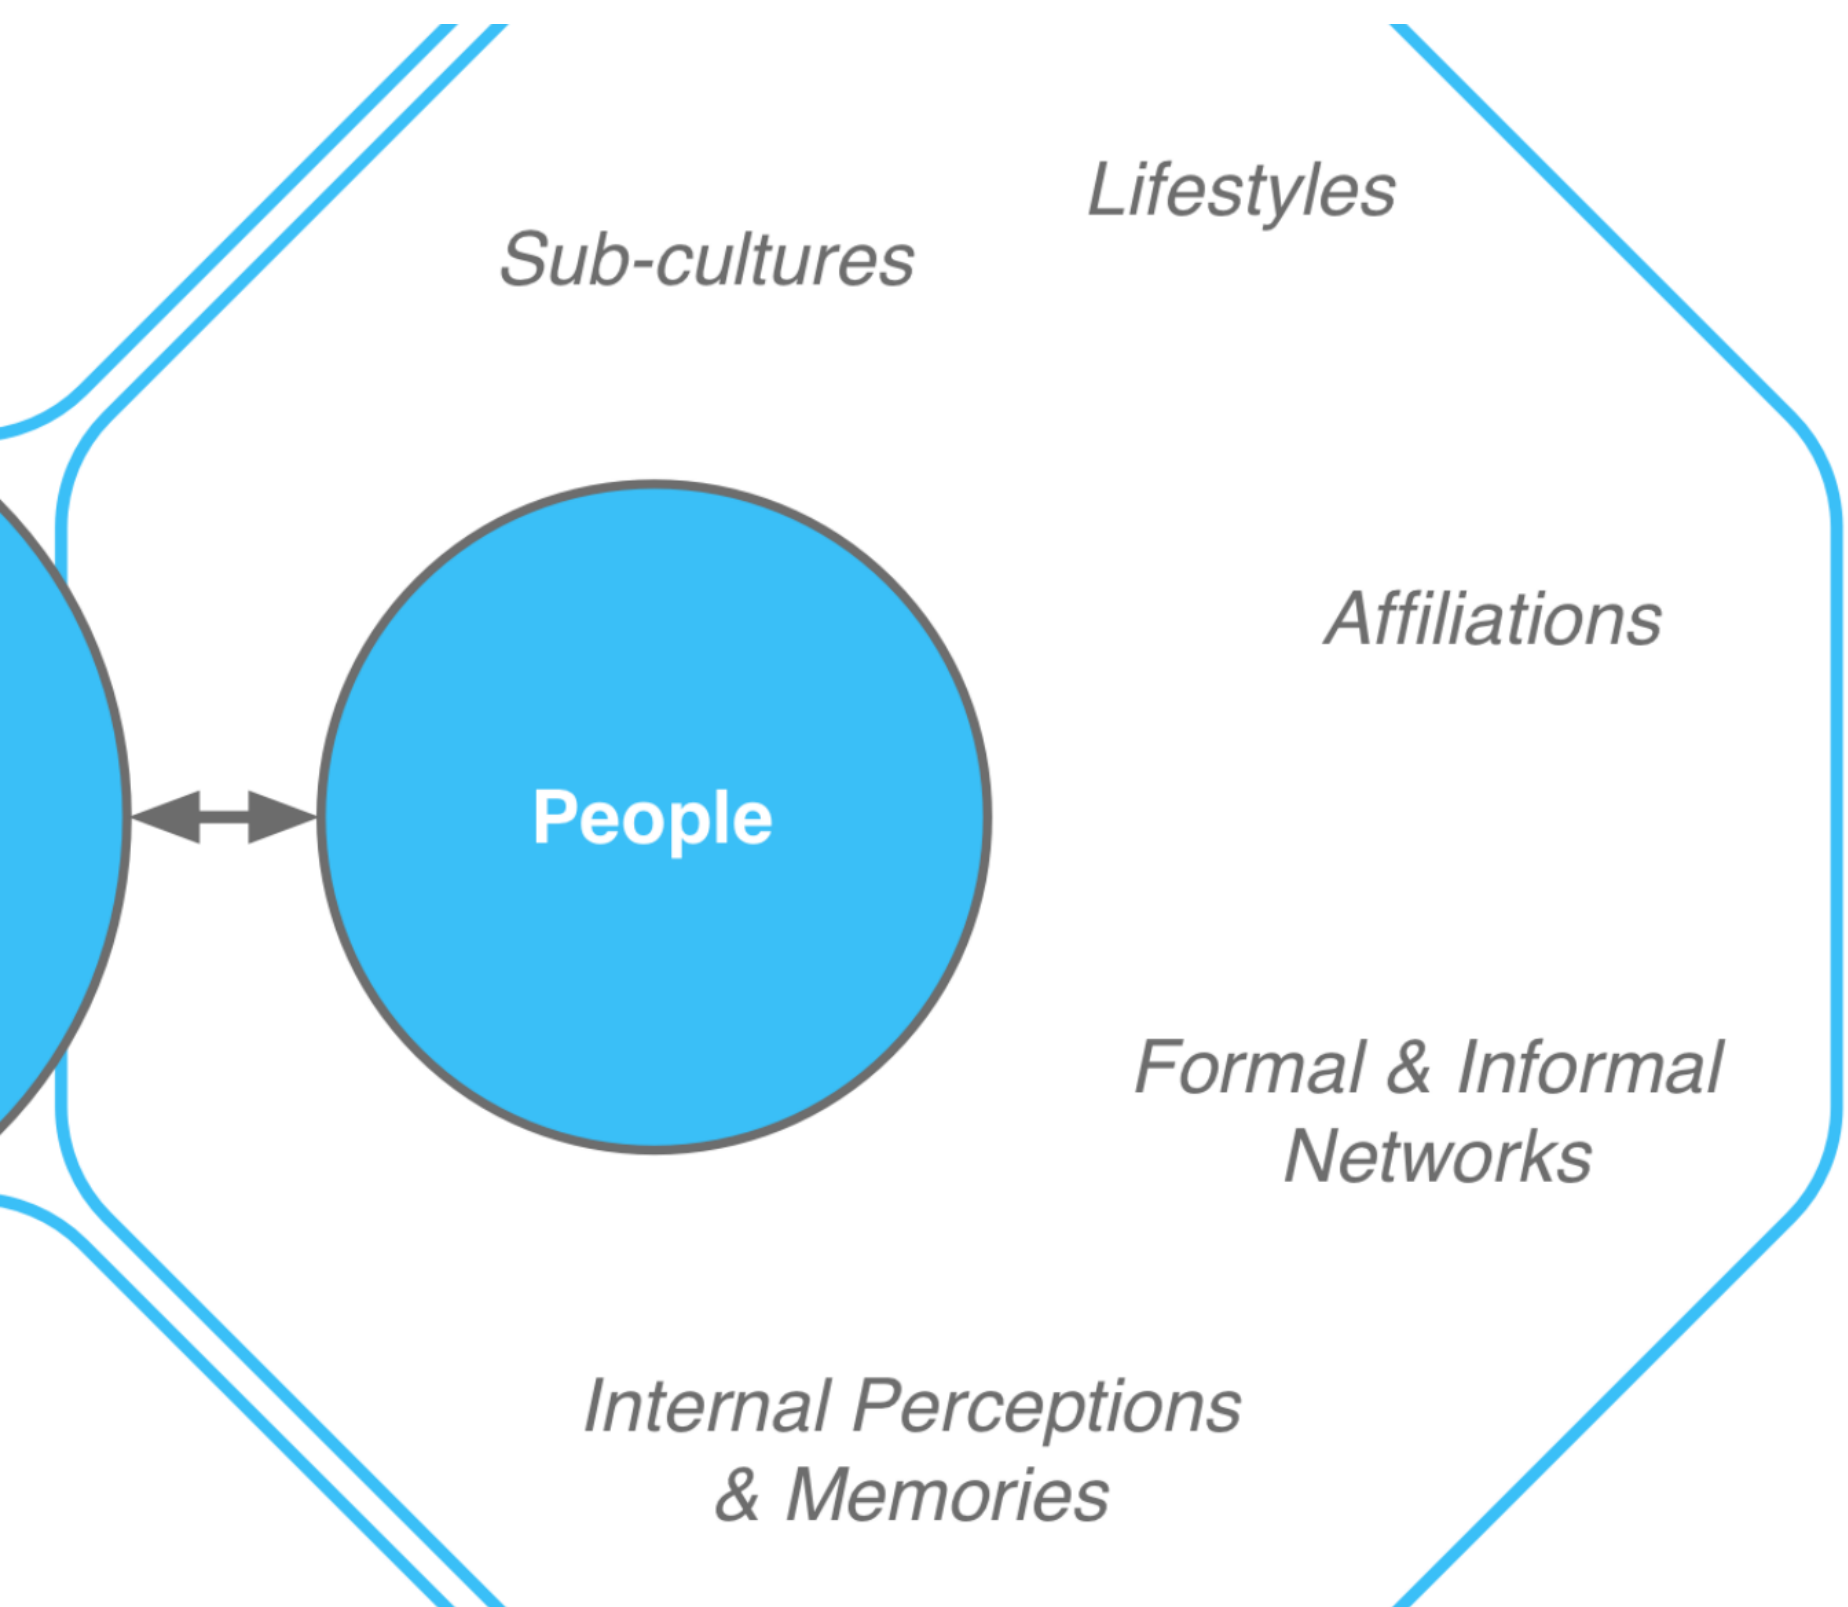 Lifestyles
Sub-cultures
Affiliations
People
Formal & Informal
Networks
Internal Perceptions
& Memories